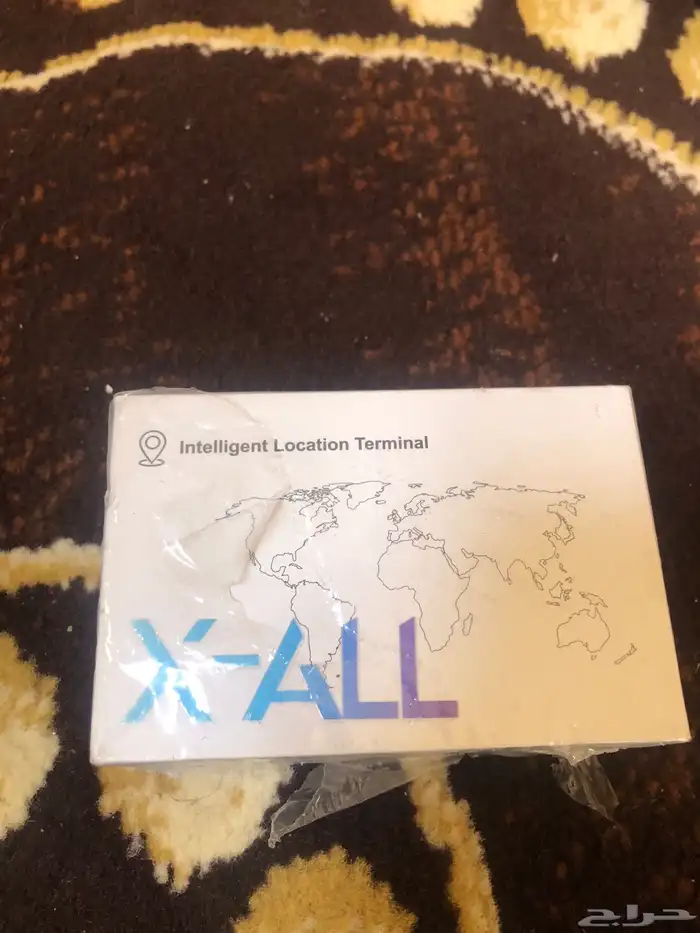 Intelligent Location Terminal
X-ALL
حراج